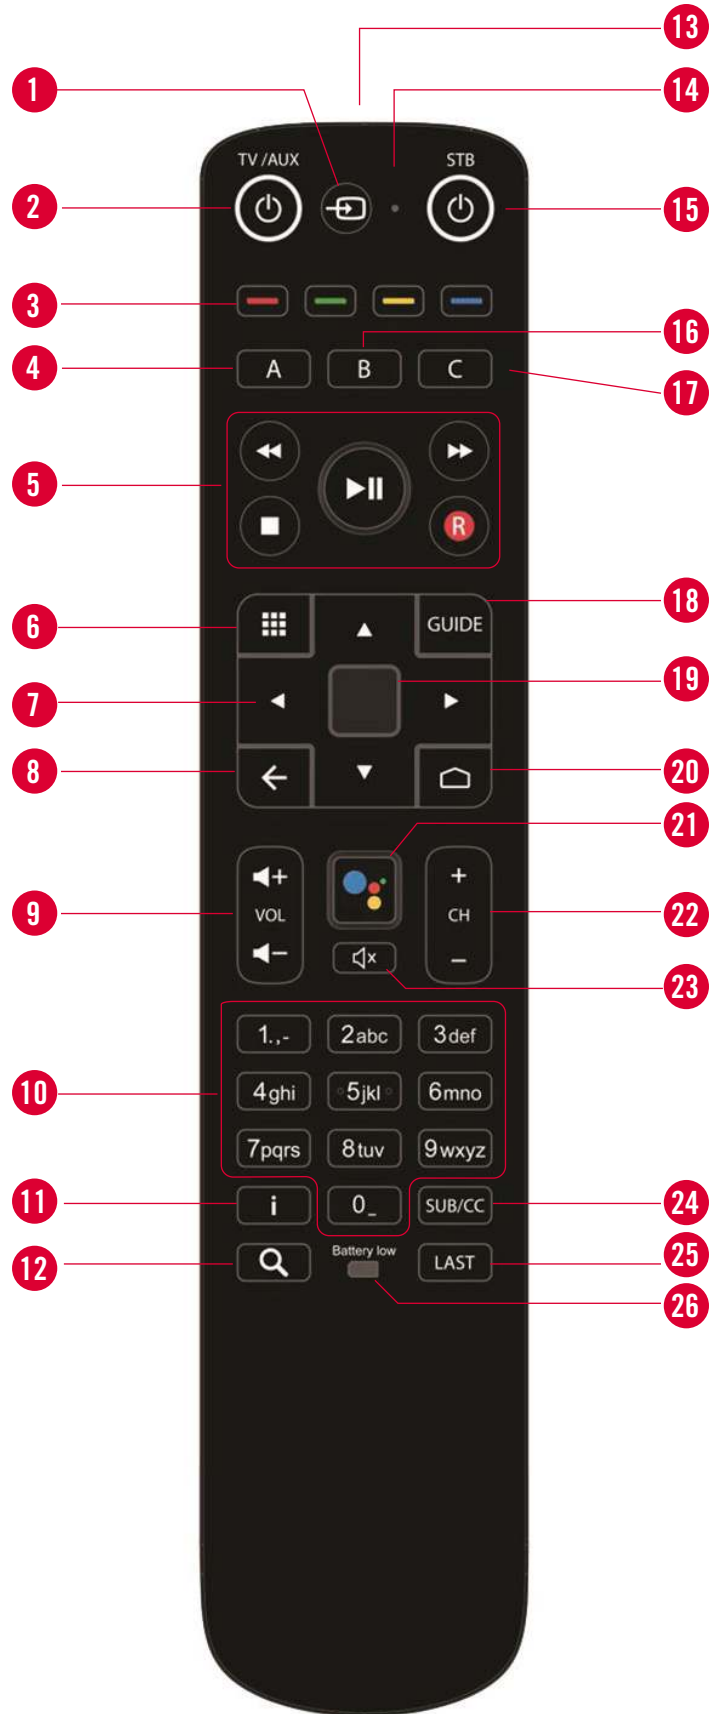 13
1
14
TV /AUX
STB
2
15
3
16
4
A
B
C
17
5
R
18
6
GUIDE
19
7
8
20
21
9
VOL
CH
22
23
1.,-
2abc
3def
10
4ghi
5jkl
6mno
7pqrs
8tuv
9wxyz
11
i
0_
SUB/CC
24
12
Battery low
LAST
25
26